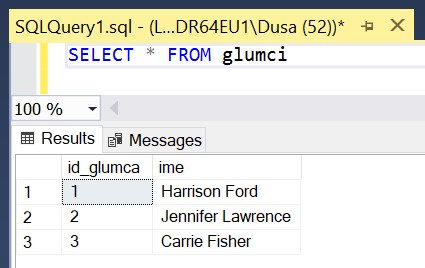 SQLQuery1.sql - (L...DR64EU1\Dusa (52))*
SELECT * FROM glumci
100 %
Results Messages
id_glumca ime
1 1 Harrison Ford
2 2 Jennifer Lawrence
3 3 Carrie Fisher